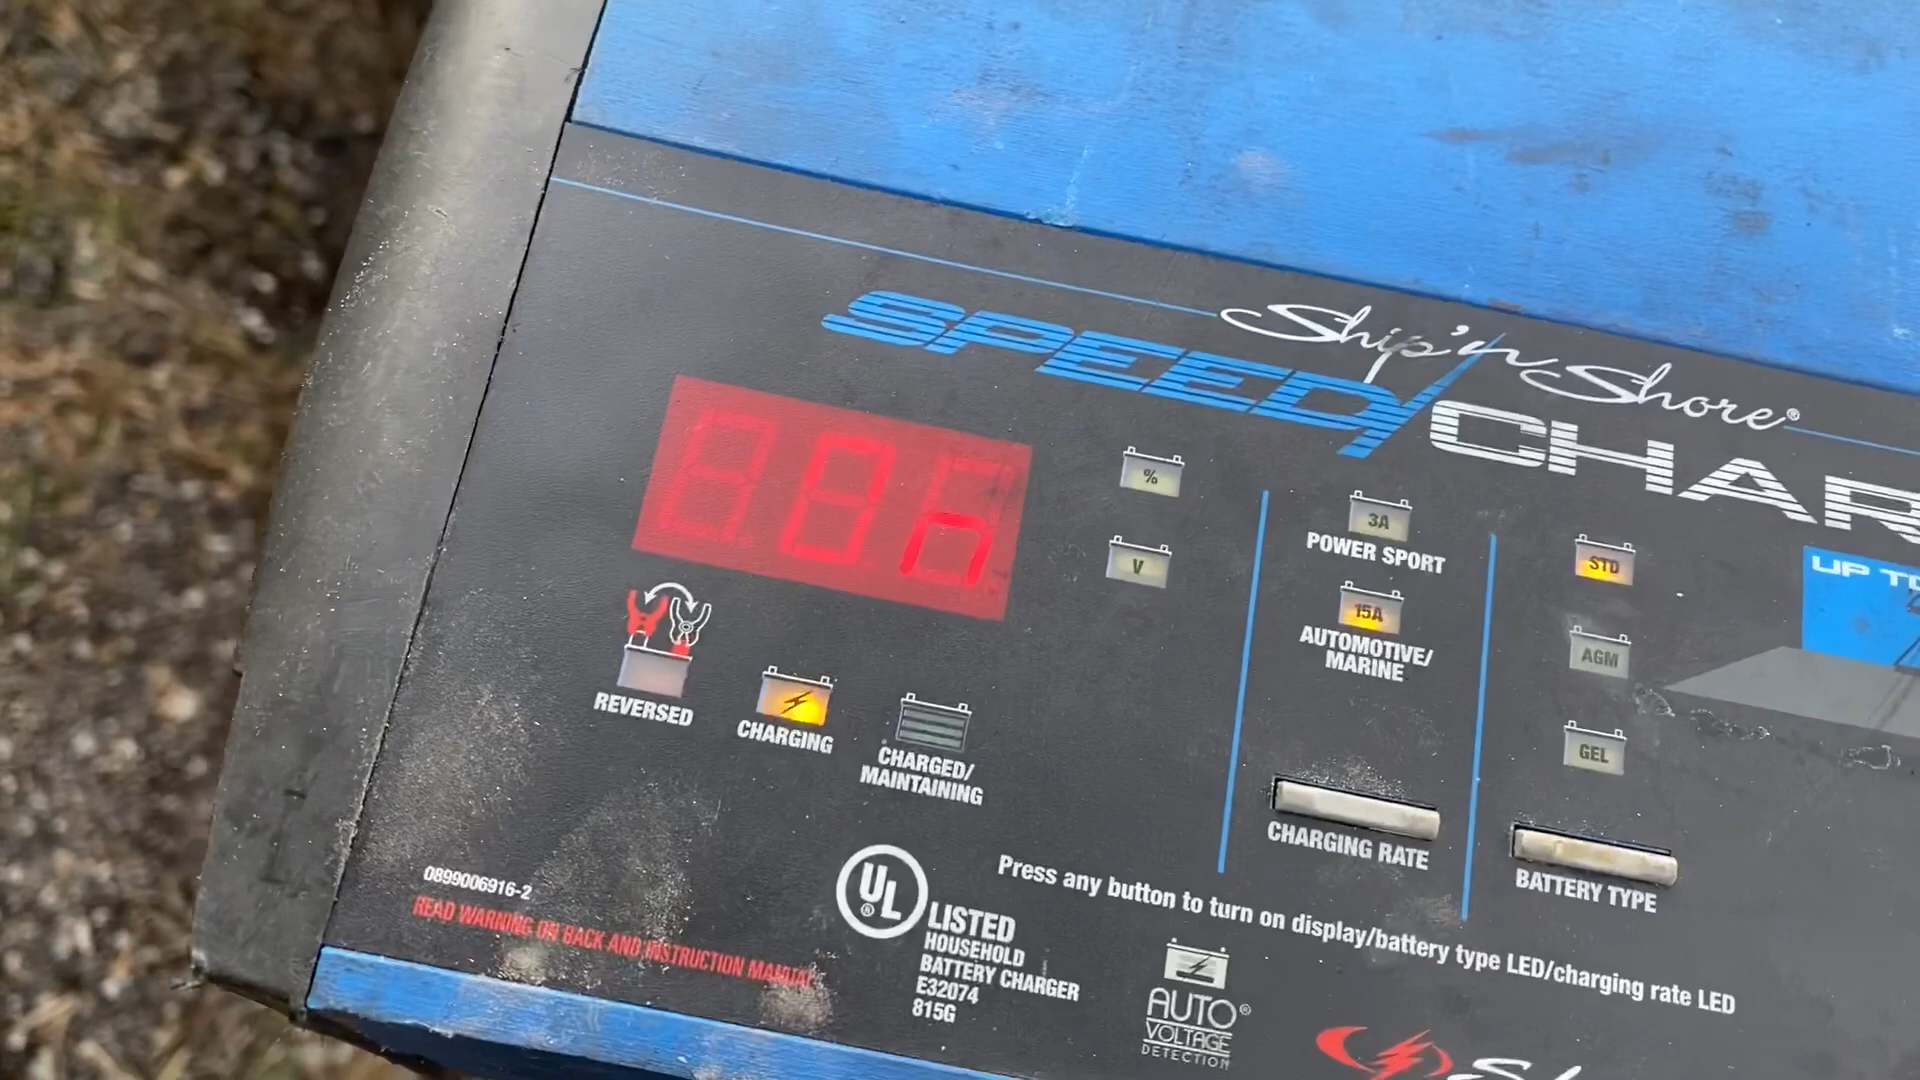 Ship'n Shore®
SPEED CHAR
%
V
3A
POWER SPORT
15A
AUTOMOTIVE/
MARINE
STD
AGM
GEL
UP TO
REVERSED
CHARGING
CHARGED/
MAINTAINING
CHARGING RATE
BATTERY TYPE
0899006916-2
READ WARNING ON BACK AND INSTRUCTION MANUAL
UL®
LISTED
HOUSEHOLD
BATTERY CHARGER
E32074
815G
Press any button to turn on display/battery type LED/charging rate LED
AUTO®
VOLTAGE
DETECTION